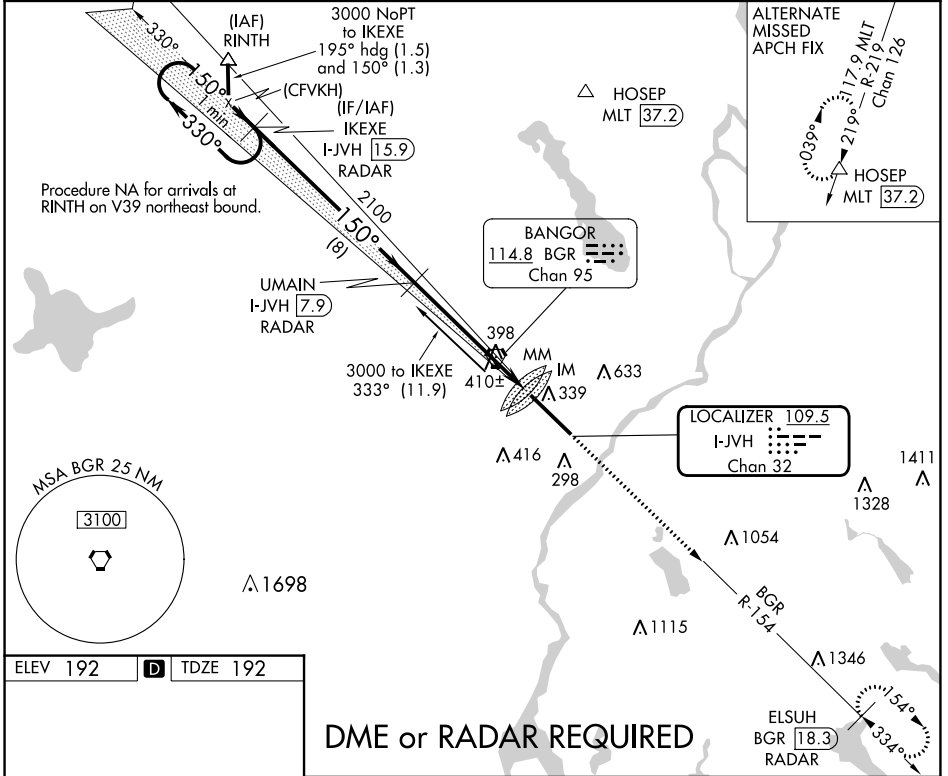 (IAF)
RINTH
3000 NoPT
to IKEXE
195° hdg (1.5)
and 150° (1.3)
330°
150°
1 min
330°
(CFVKH)
(IF/IAF)
IKEXE
I-JVH 15.9
RADAR
HOSEP
MLT 37.2
ALTERNATE
MISSED
APCH FIX
117.9 MLT
R-219
Chan 126
039°
219°
HOSEP
MLT 37.2
Procedure NA for arrivals at
RINTH on V39 northeast bound.
2100
150°
(8)
BANGOR
114.8 BGR
Chan 95
UMAIN
I-JVH 7.9
RADAR
3000 to IKEXE
333° (11.9)
398
410±
MM
IM
339
633
LOCALIZER 109.5
I-JVH
Chan 32
416
298
1411
1328
MSA BGR 25 NM
3100
1698
1054
BGR
R-154
1115
1346
ELEV 192 D TDZE 192
DME or RADAR REQUIRED
ELSUH
BGR 18.3
RADAR
154°
334°